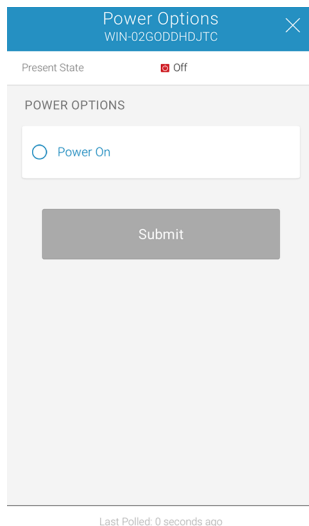 Power Options
WIN-02GODDHDJTC
Present State
Off
POWER OPTIONS
Power On
Submit
Last Polled: 0 seconds ago